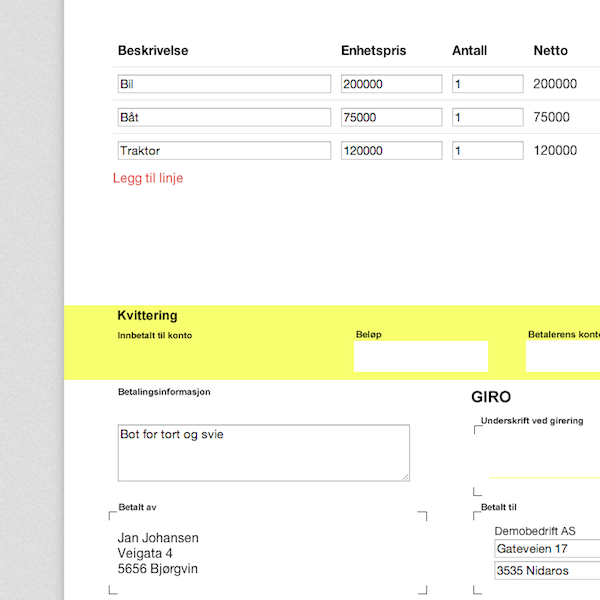 Beskrivelse Enhetspris Antall Netto
Bil 200000 1 200000
Båt 75000 1 75000
Traktor 120000 1 120000
Legg til linje
Kvittering
Innbetalt til konto Beløp Betalerens konto
Betalingsinformasjon
GIRO
Underskrift ved girering
Bot for tort og svie
Betalt av Betalt til
Jan Johansen
Veigata 4
5656 Bjørgvin
Demobedrift AS
Gateveien 17
3535 Nidaros